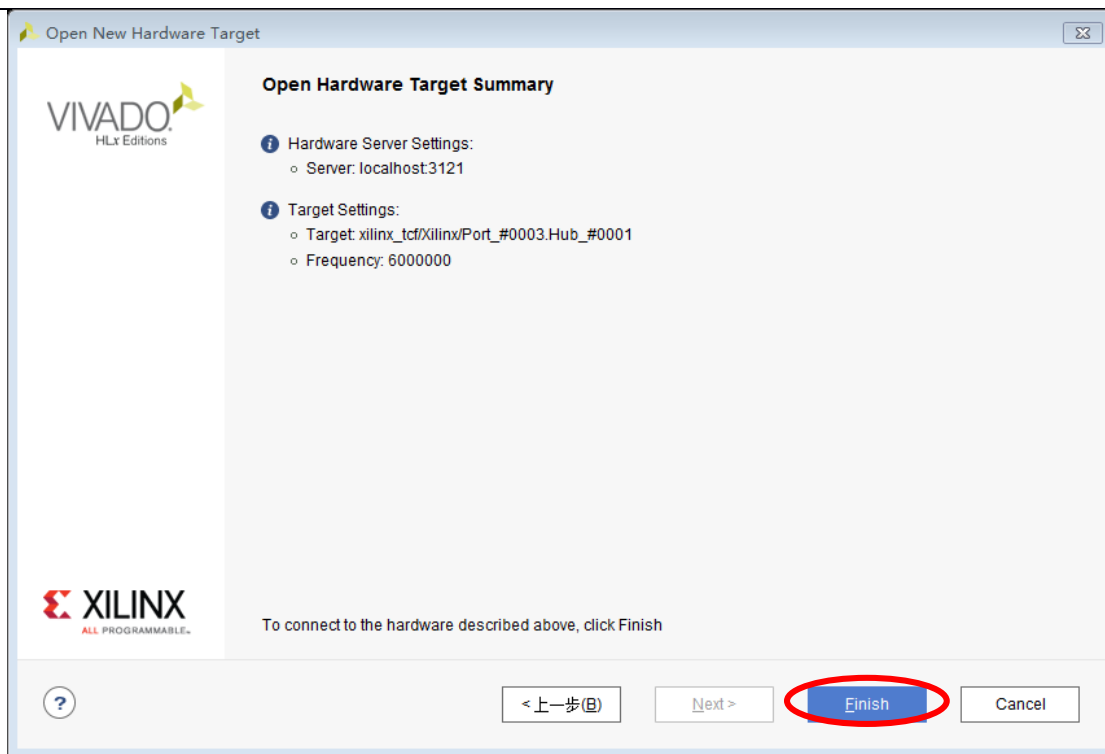 Open New Hardware Target
VIVADO.
HLx Editions
Open Hardware Target Summary
Hardware Server Settings:
Server: localhost:3121
Target Settings:
Target: xilinx_tcf/Xilinx/Port_#0003.Hub_#0001
Frequency: 6000000
XILINX
ALL PROGRAMMABLE.
To connect to the hardware described above, click Finish
?
< 上一步(B)
Next >
Finish
Cancel